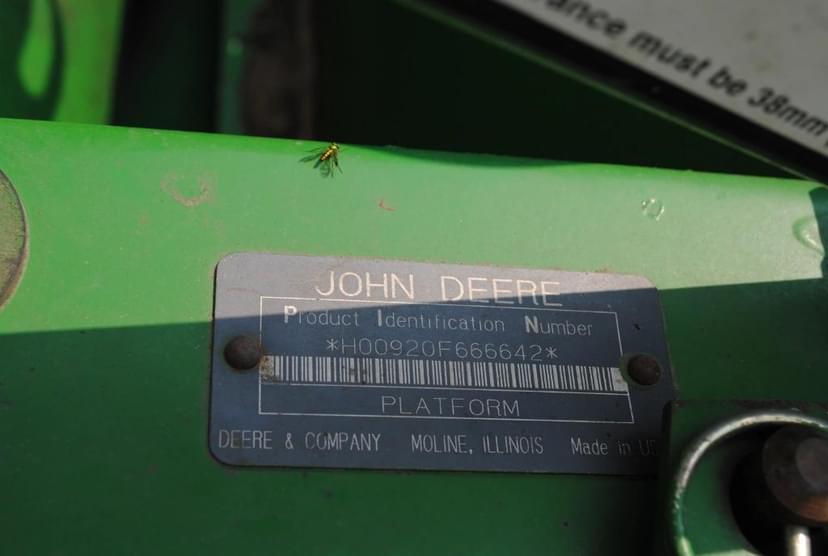 must be 38mm
JOHN DEERE
Product Identification Number
*H00920F666642*
PLATFORM
DEERE & COMPANY MOLINE, ILLINOIS Made in